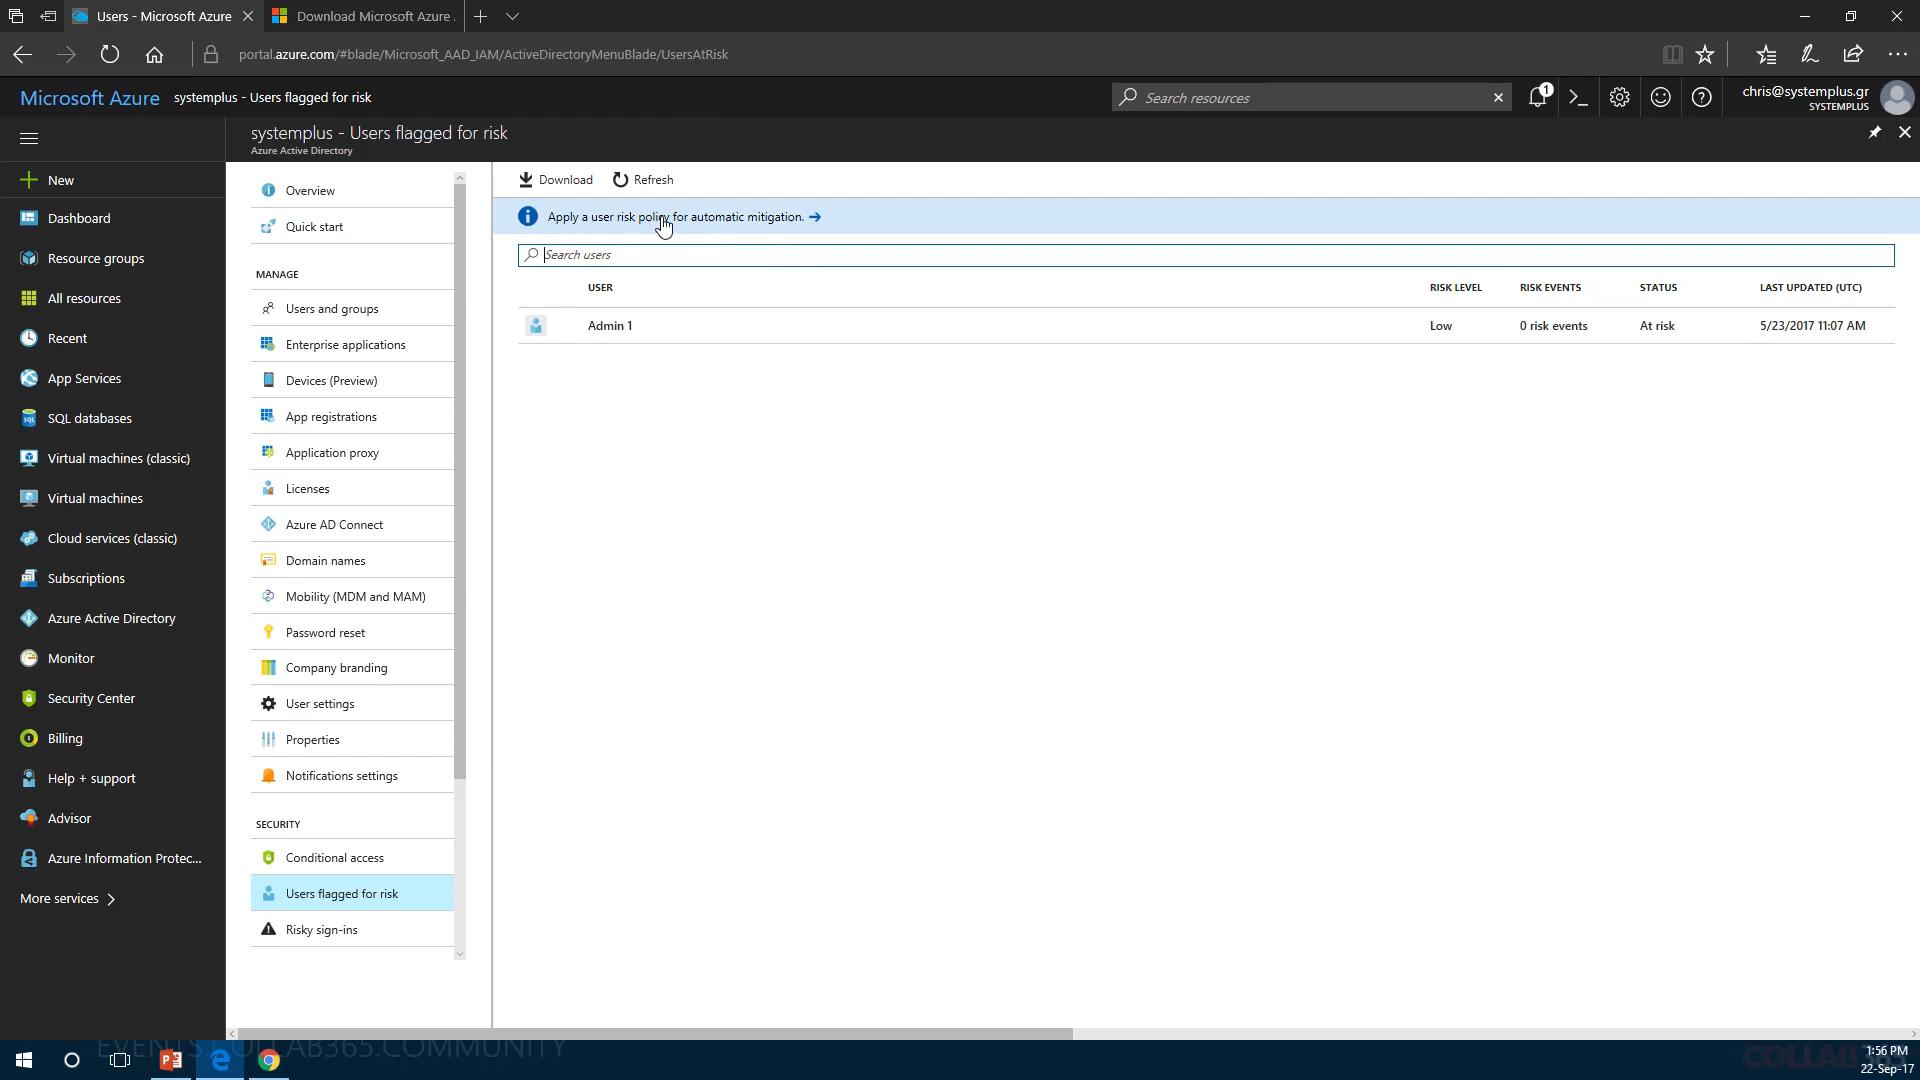 Users - Microsoft Azure
Download Microsoft Azure
portal.azure.com/#blade/Microsoft_AAD_IAM/ActiveDirectoryMenuBlade/UsersAtRisk
Microsoft Azure
systemplus - Users flagged for risk
Search resources
1
chris@systemplus.gr
SYSTEMPLUS
systemplus - Users flagged for risk
Azure Active Directory
New
Dashboard
Resource groups
All resources
Recent
App Services
SQL databases
Virtual machines (classic)
Virtual machines
Cloud services (classic)
Subscriptions
Azure Active Directory
Monitor
Security Center
Billing
Help + support
Advisor
Azure Information Protec...
More services
Overview
Quick start
MANAGE
Users and groups
Enterprise applications
Devices (Preview)
App registrations
Application proxy
Licenses
Azure AD Connect
Domain names
Mobility (MDM and MAM)
Password reset
Company branding
User settings
Properties
Notifications settings
SECURITY
Conditional access
Users flagged for risk
Risky sign-ins
Download
Refresh
Apply a user risk policy for automatic mitigation.
Search users
USER RISK LEVEL RISK EVENTS STATUS LAST UPDATED (UTC)
Admin 1 Low 0 risk events At risk 5/23/2017 11:07 AM
EVENTS.COLLAB365.COMMUNITY
COLLAB365
1:56 PM
22-Sep-17